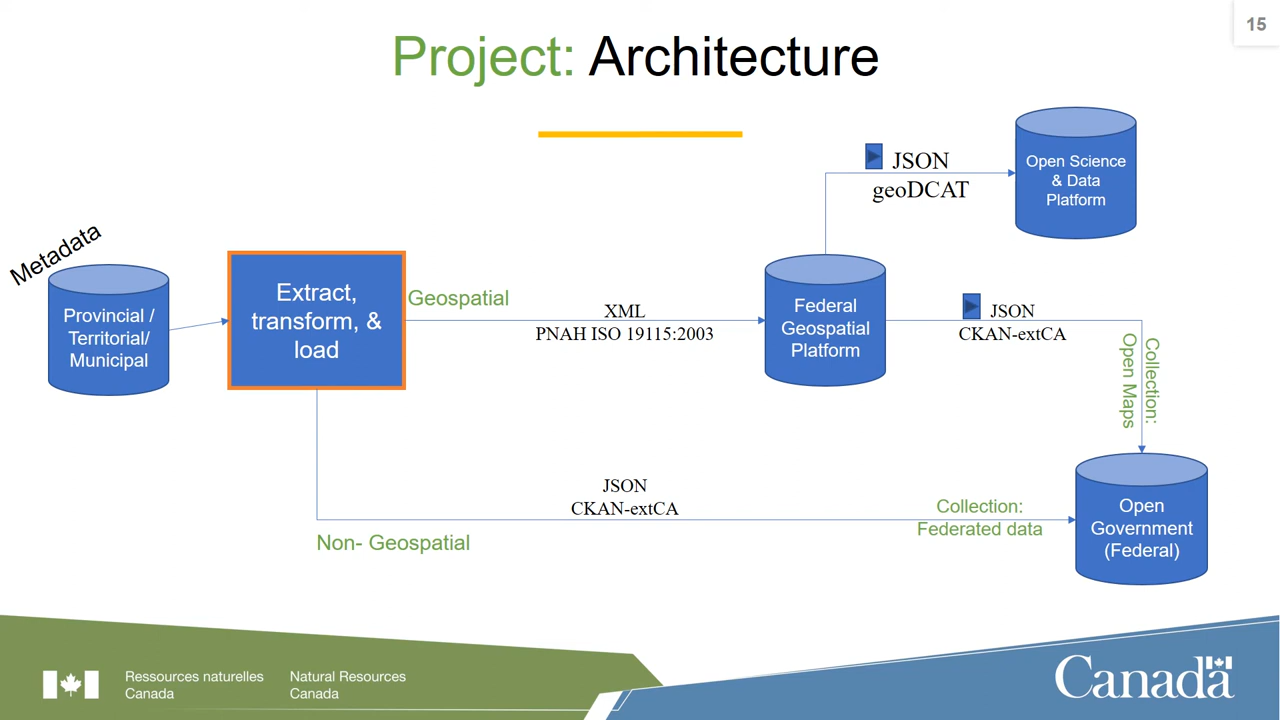 15
Project: Architecture
Metadata
Provincial /
Territorial/
Municipal
Extract,
transform, &
load
Geospatial
XML
PNAH ISO 19115:2003
Federal
Geospatial
Platform
JSON
geoDCAT
Open Science
& Data
Platform
JSON
CKAN-extCA
Collection:
Open Maps
JSON
CKAN-extCA
Non- Geospatial
Collection:
Federated data
Open
Government
(Federal)
Ressources naturelles
Canada
Natural Resources
Canada
Canada